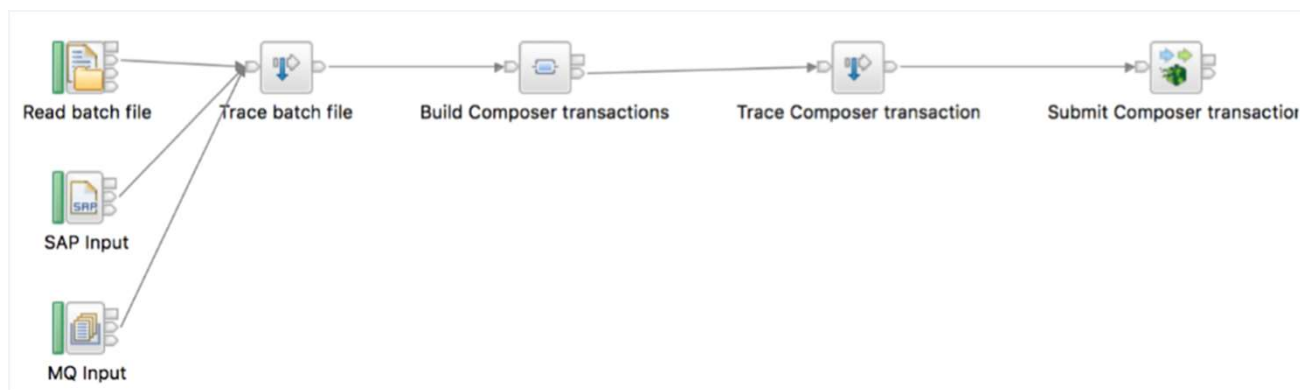 Read batch file
Trace batch file
Build Composer transactions
Trace Composer transaction
Submit Composer transaction
SAP
SAP Input
MQ Input